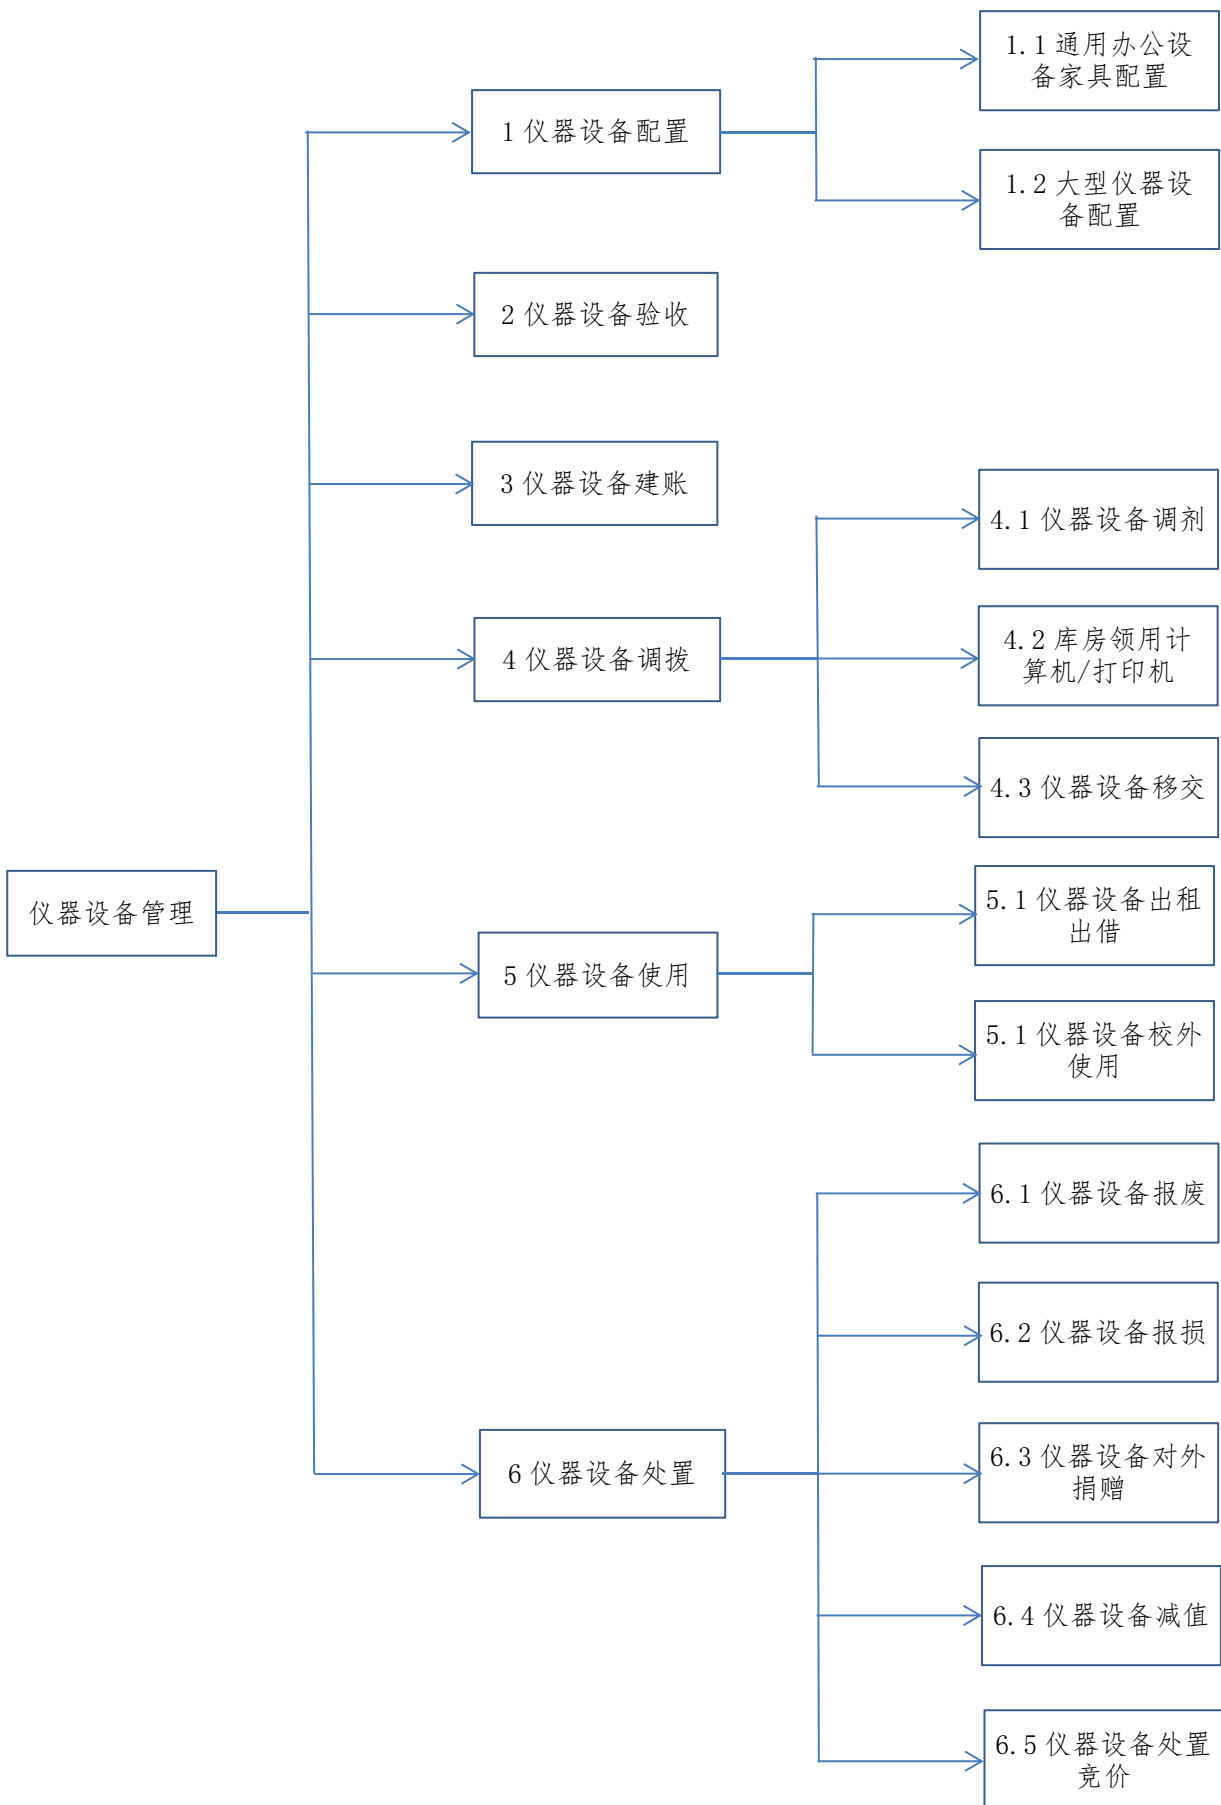 1.1 通用办公设
备家具配置
1 仪器设备配置
1.2 大型仪器设
备配置
2 仪器设备验收
3 仪器设备建账
4.1 仪器设备调剂
4 仪器设备调拨
4.2 库房领用计
算机/打印机
4.3 仪器设备移交
仪器设备管理
5.1 仪器设备出租
出借
5 仪器设备使用
5.1 仪器设备校外
使用
6.1 仪器设备报废
6.2 仪器设备报损
6 仪器设备处置
6.3 仪器设备对外
捐赠
6.4 仪器设备减值
6.5 仪器设备处置
竞价